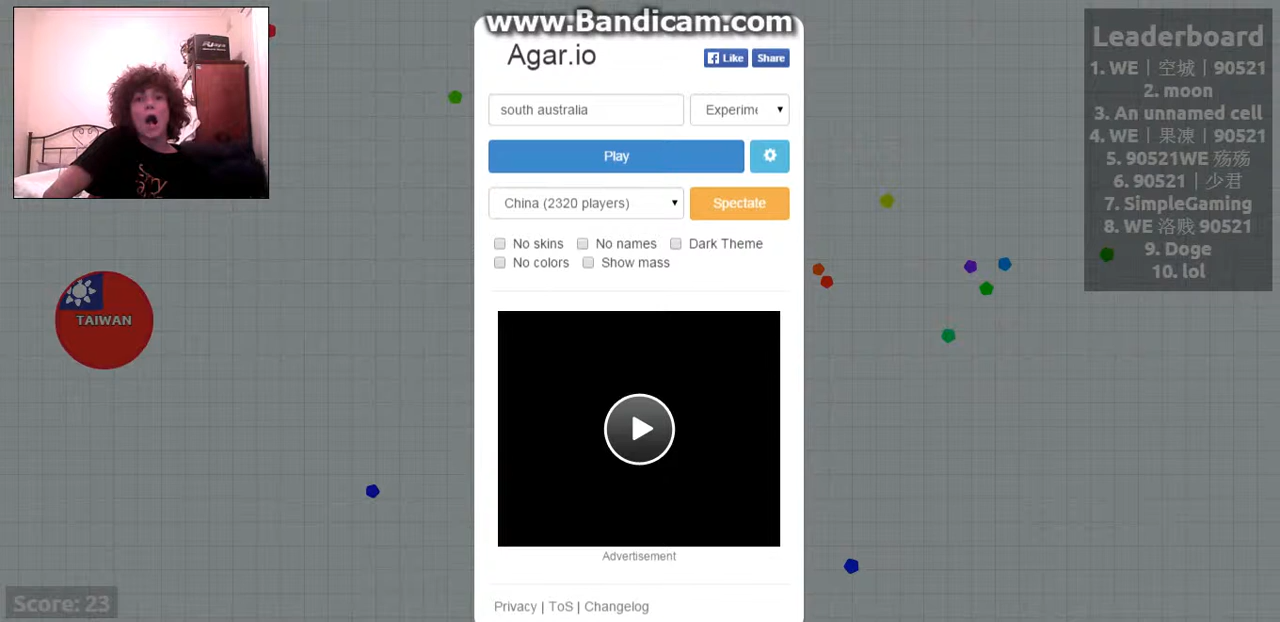 www.Bandicam.com
Agar.io
Like
Share
south australia
Experime
Play
China (2320 players)
Spectate
No skins
No names
Dark Theme
No colors
Show mass
Advertisement
Privacy | ToS | Changelog
TAIWAN
Score: 23
Leaderboard
1. WE｜空城｜90521
2. moon
3. An unnamed cell
4. WE｜果凍｜90521
5. 90521WE 殇殇
6. 90521｜少君
7. SimpleGaming
8. WE 洛贱 90521
9. Doge
10. lol